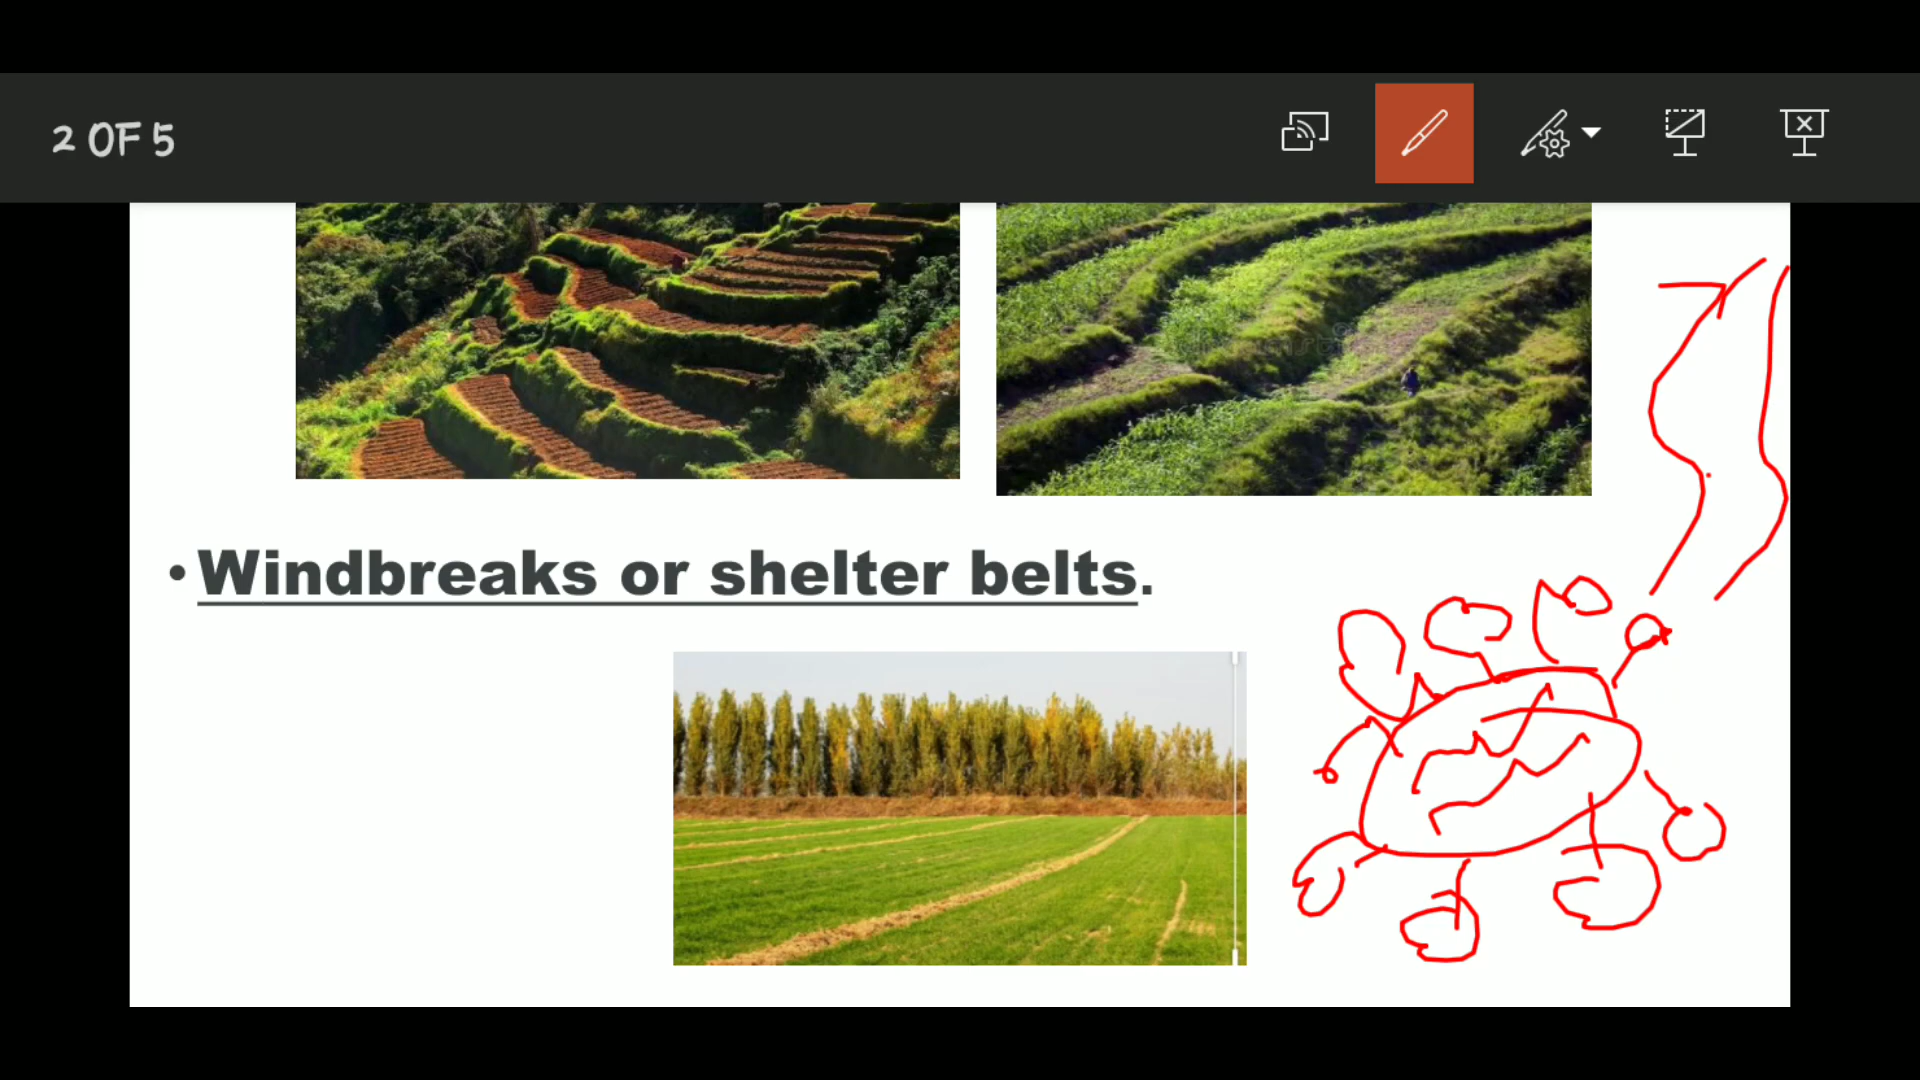 2 OF 5
• Windbreaks or shelter belts.